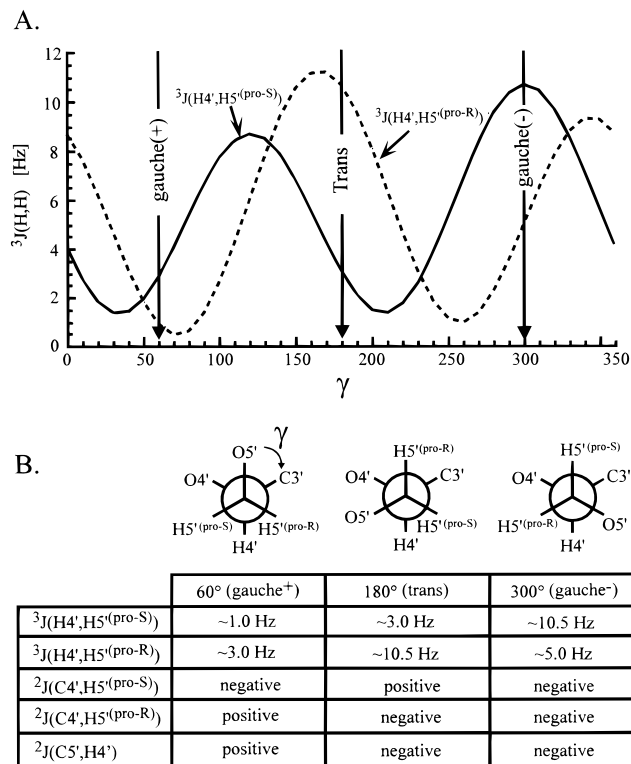 A.
12
10
8
6
4
2
0
³J(H,H) [Hz]
³J(H4',H5'(pro-S))
³J(H4',H5'(pro-R))
gauche(+)
Trans
gauche(-)
0 50 100 150 200 250 300 350
γ
B.
O5' γ
O4' C3'
H5'(pro-S) H5'(pro-R)
H4'
H5'(pro-R)
O4' C3'
O5' H5'(pro-S)
H4'
H5'(pro-S)
O4' C3'
H5'(pro-R) O5'
H4'
60° (gauche⁺) 180° (trans) 300° (gauche⁻)
³J(H4',H5'(pro-S)) ~1.0 Hz ~3.0 Hz ~10.5 Hz
³J(H4',H5'(pro-R)) ~3.0 Hz ~10.5 Hz ~5.0 Hz
²J(C4',H5'(pro-S)) negative positive negative
²J(C4',H5'(pro-R)) positive negative negative
²J(C5',H4') positive negative negative